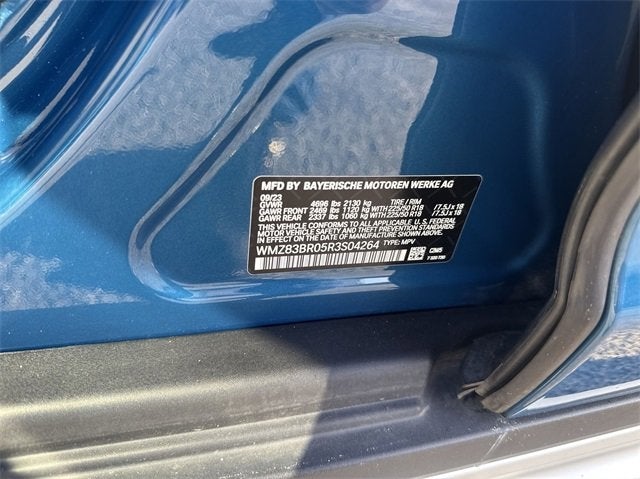 MFD BY BAYERISCHE MOTOREN WERKE AG
09/23
GVWR 4696 lbs 2130 kg TIRE / RIM
GAWR FRONT 2469 lbs 1120 kg WITH 225/50 R18 / 7.5J x 18
GAWR REAR 2337 lbs 1060 kg WITH 225/50 R18 / 7.5J x 18
THIS VEHICLE CONFORMS TO ALL APPLICABLE U.S. FEDERAL
MOTOR VEHICLE SAFETY STANDARDS IN EFFECT ON THE DATE OF
MANUFACTURE SHOWN ABOVE.
WMZ83BR05R3S04264 TYPE: MPV